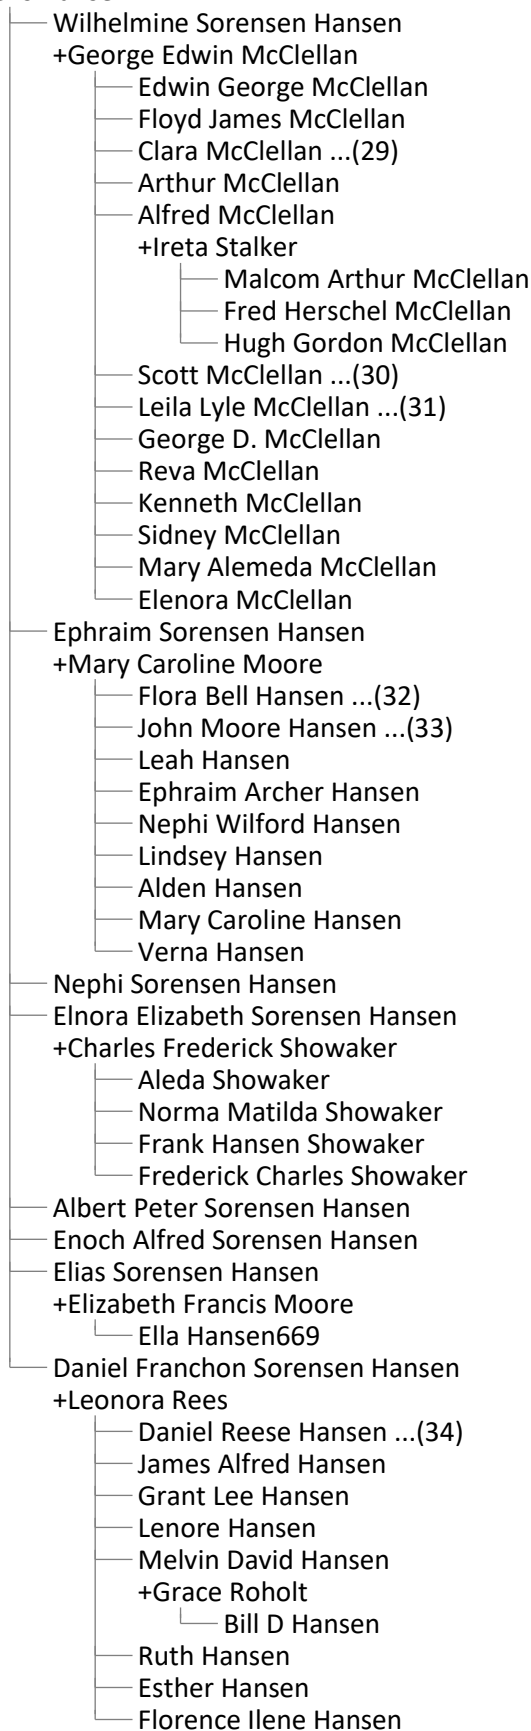 Wilhelmine Sorensen Hansen
+George Edwin McClellan
Edwin George McClellan
Floyd James McClellan
Clara McClellan ...(29)
Arthur McClellan
Alfred McClellan
+Ireta Stalker
Malcom Arthur McClellan
Fred Herschel McClellan
Hugh Gordon McClellan
Scott McClellan ...(30)
Leila Lyle McClellan ...(31)
George D. McClellan
Reva McClellan
Kenneth McClellan
Sidney McClellan
Mary Alemeda McClellan
Elenora McClellan
Ephraim Sorensen Hansen
+Mary Caroline Moore
Flora Bell Hansen ...(32)
John Moore Hansen ...(33)
Leah Hansen
Ephraim Archer Hansen
Nephi Wilford Hansen
Lindsey Hansen
Alden Hansen
Mary Caroline Hansen
Verna Hansen
Nephi Sorensen Hansen
Elnora Elizabeth Sorensen Hansen
+Charles Frederick Showaker
Aleda Showaker
Norma Matilda Showaker
Frank Hansen Showaker
Frederick Charles Showaker
Albert Peter Sorensen Hansen
Enoch Alfred Sorensen Hansen
Elias Sorensen Hansen
+Elizabeth Francis Moore
Ella Hansen669
Daniel Franchon Sorensen Hansen
+Leonora Rees
Daniel Reese Hansen ...(34)
James Alfred Hansen
Grant Lee Hansen
Lenore Hansen
Melvin David Hansen
+Grace Roholt
Bill D Hansen
Ruth Hansen
Esther Hansen
Florence Ilene Hansen